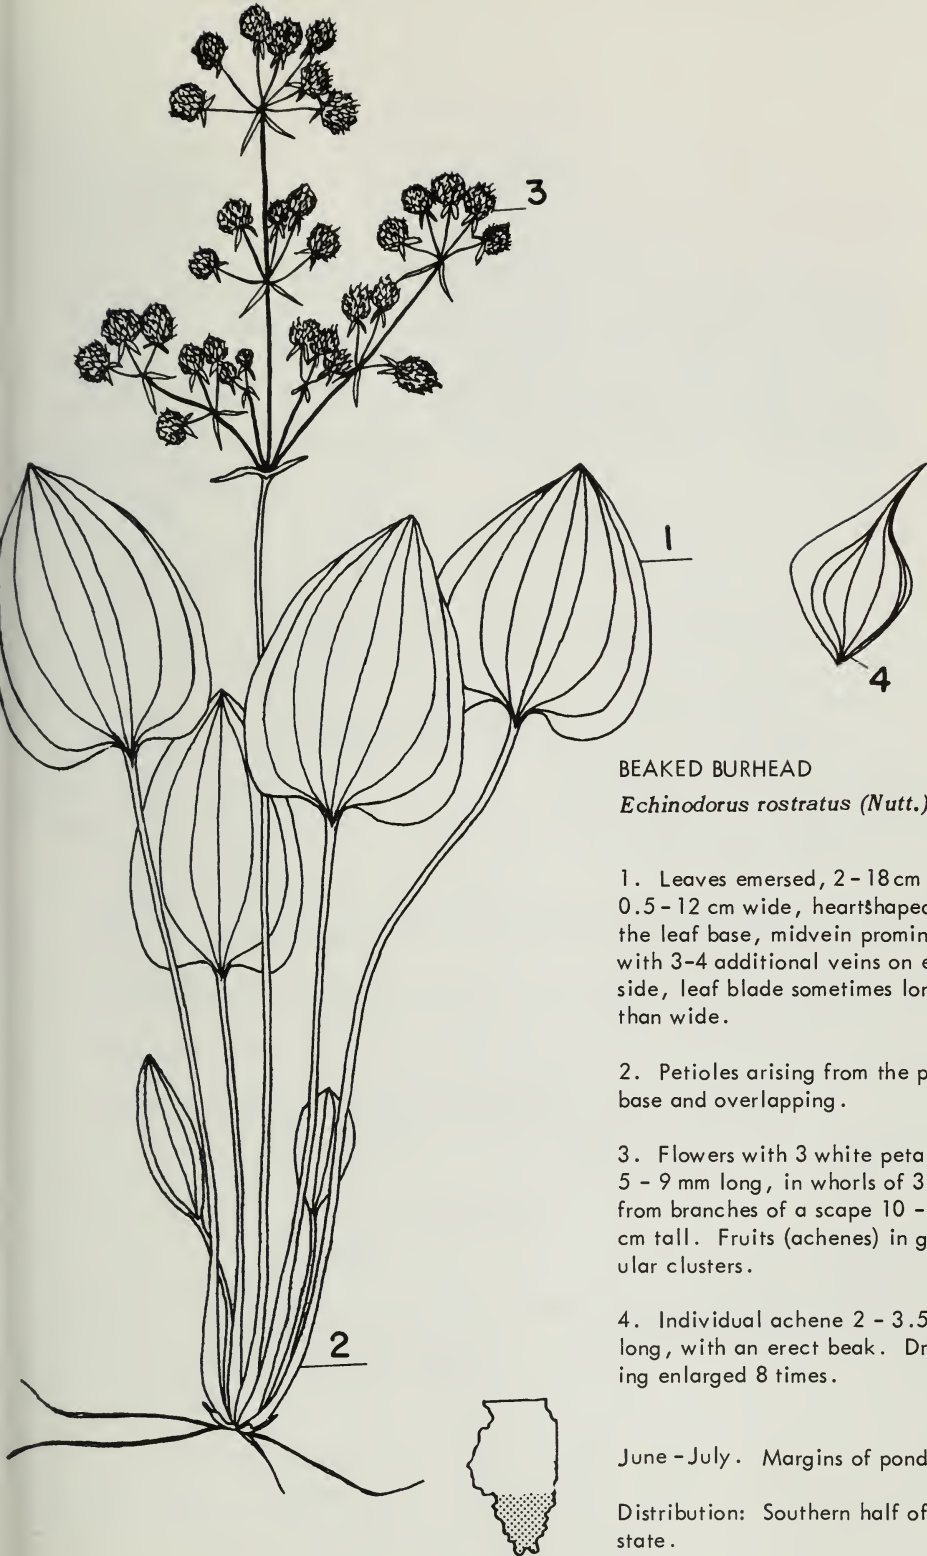 3
1
4
BEAKED BURHEAD
Echinodorus rostratus (Nutt.)
1. Leaves emersed, 2-18cm
0.5-12 cm wide, heartshaped
the leaf base, midvein promin
with 3-4 additional veins on e
side, leaf blade sometimes lon
than wide.
2. Petioles arising from the p
base and overlapping.
3. Flowers with 3 white peta
5 - 9 mm long, in whorls of 3
from branches of a scape 10 -
cm tall. Fruits (achenes) in g
ular clusters.
2
4. Individual achene 2 - 3.5
long, with an erect beak. Dr
ing enlarged 8 times.
June-July. Margins of pond
Distribution: Southern half of
state.